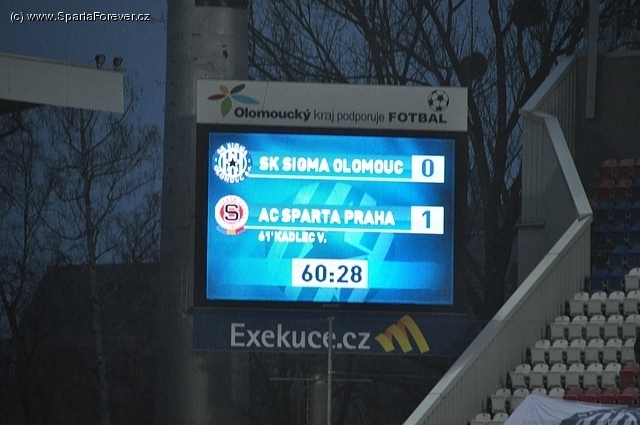 (c) www.SpartaForever.cz
Olomoucký kraj podporuje FOTBAL
SK SIGMA OLOMOUC 0
AC SPARTA PRAHA 1
61' KADLEC V.
60:28
Exekuce.cz